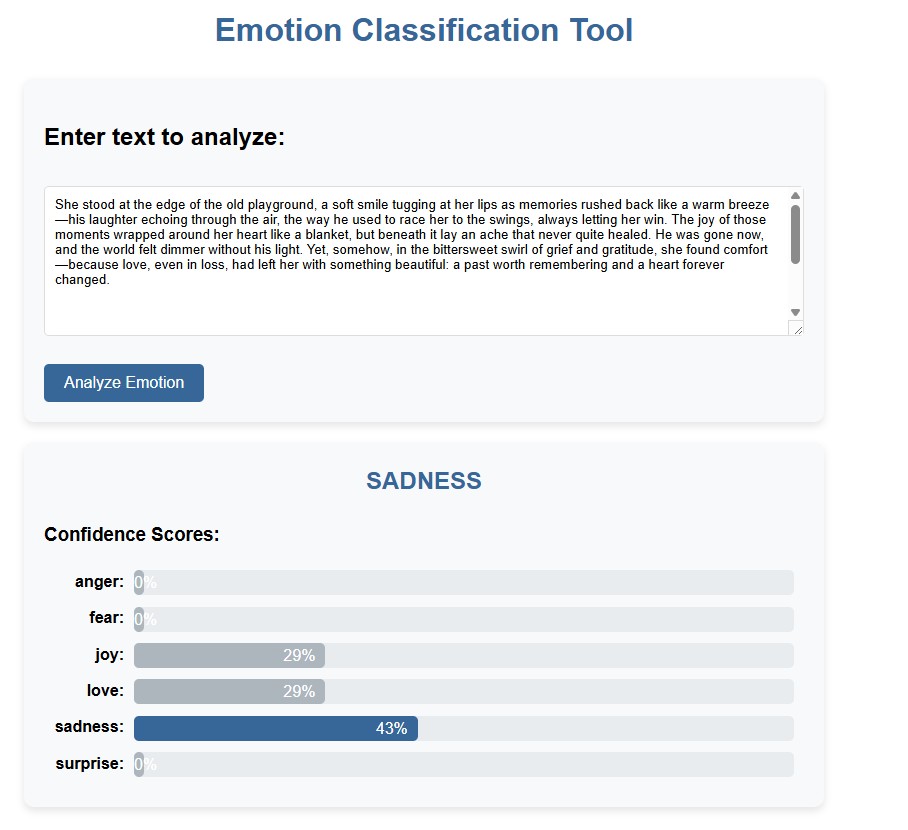 Emotion Classification Tool
Enter text to analyze:
She stood at the edge of the old playground, a soft smile tugging at her lips as memories rushed back like a warm breeze
—his laughter echoing through the air, the way he used to race her to the swings, always letting her win. The joy of those
moments wrapped around her heart like a blanket, but beneath it lay an ache that never quite healed. He was gone now,
and the world felt dimmer without his light. Yet, somehow, in the bittersweet swirl of grief and gratitude, she found comfort
—because love, even in loss, had left her with something beautiful: a past worth remembering and a heart forever
changed.
Analyze Emotion
SADNESS
Confidence Scores:
anger: 0%
fear: 0%
joy: 29%
love: 29%
sadness: 43%
surprise: 0%